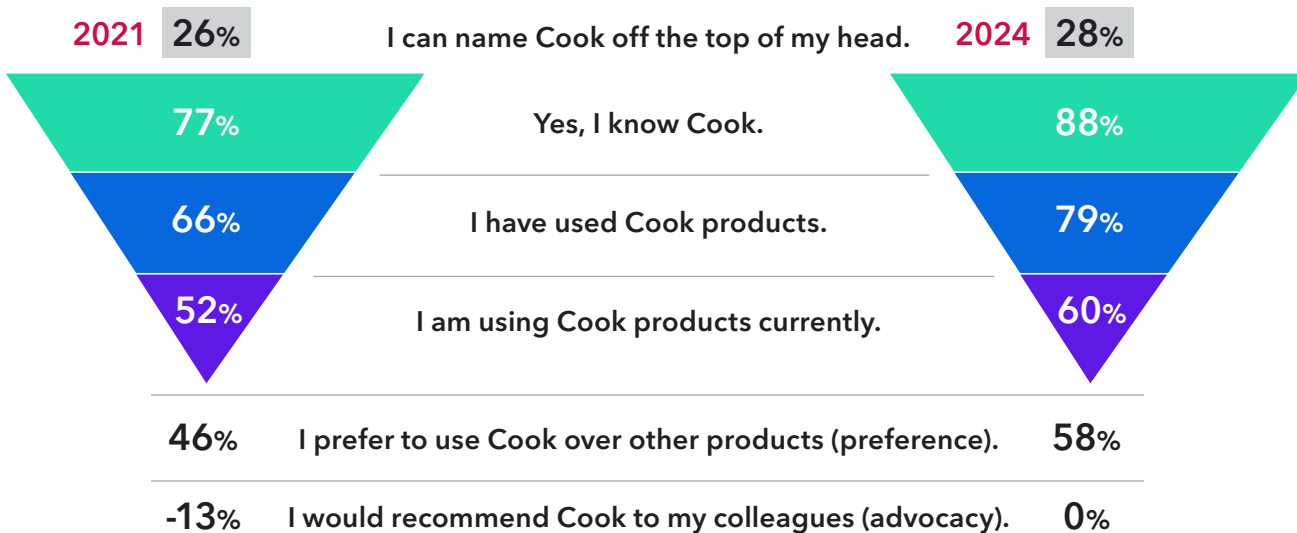 2021 26% I can name Cook off the top of my head. 2024 28%
77% Yes, I know Cook. 88%
66% I have used Cook products. 79%
52% I am using Cook products currently. 60%
46% I prefer to use Cook over other products (preference). 58%
-13% I would recommend Cook to my colleagues (advocacy). 0%